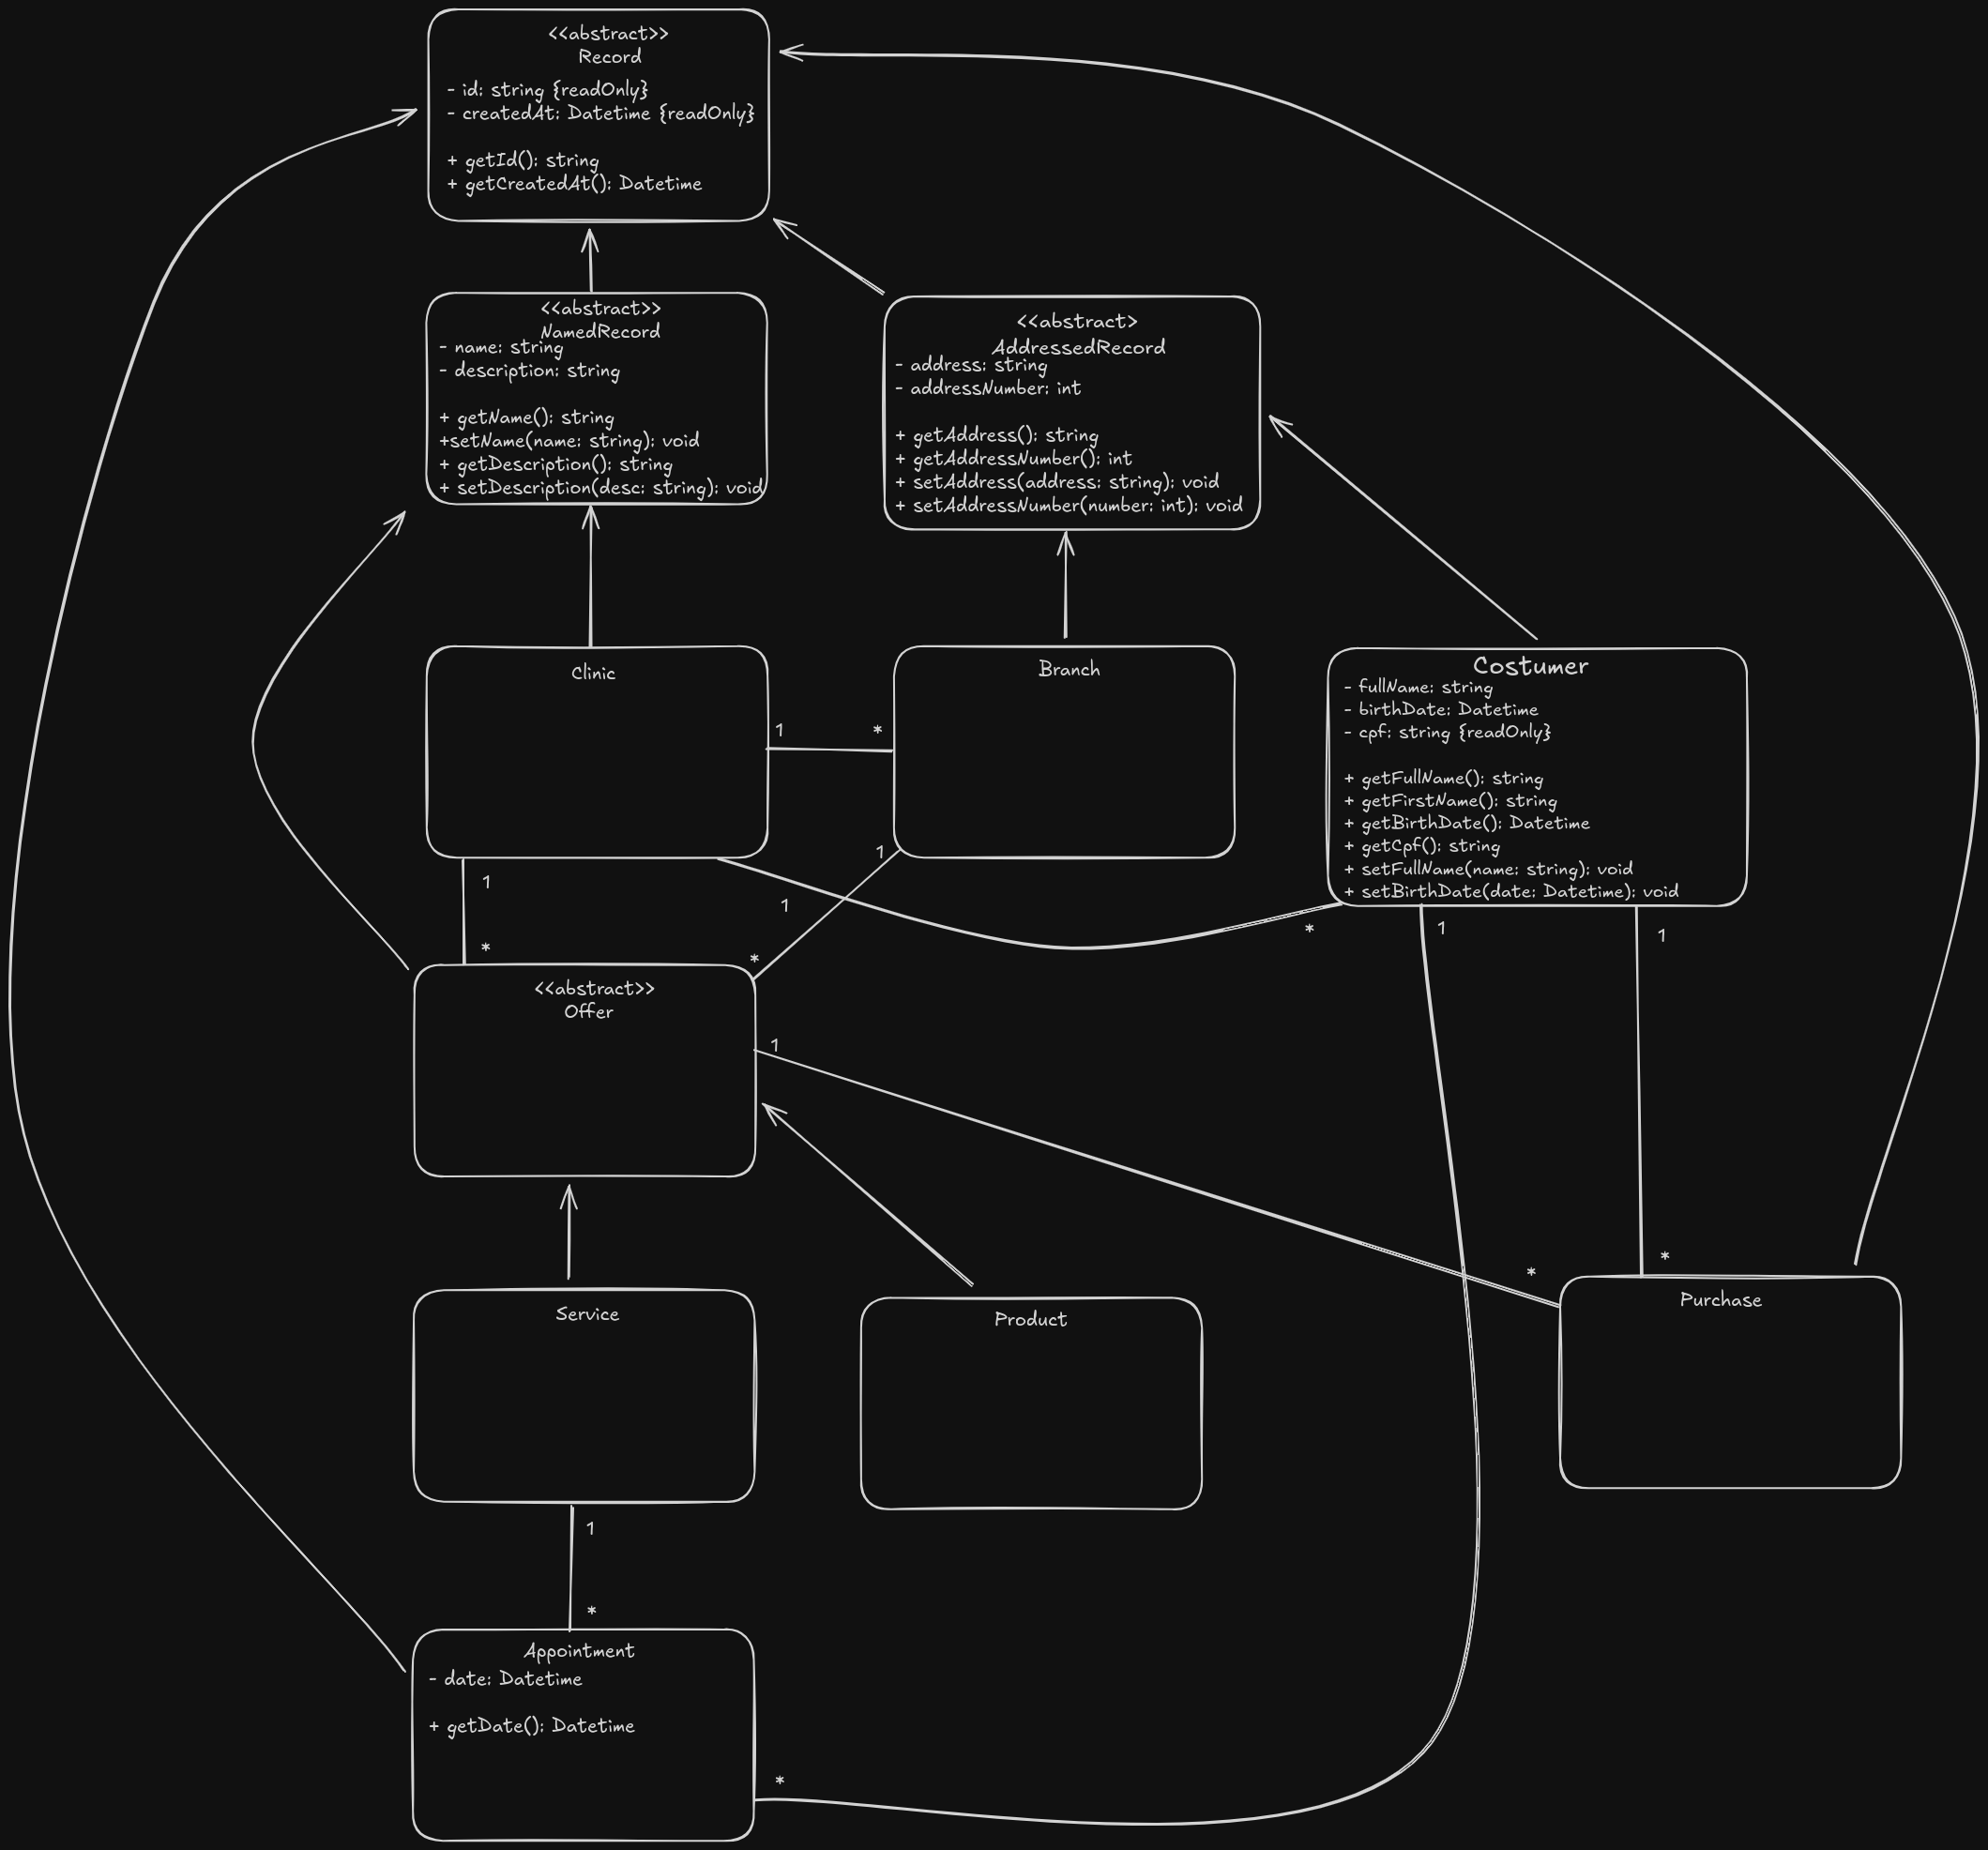 <<abstract>>
Record
- id: string {readOnly}
- createdAt: Datetime {readOnly}
+ getId(): string
+ getCreatedAt(): Datetime
<<abstract>>
NamedRecord
- name: string
- description: string
+ getName(): string
+setName(name: string): void
+ getDescription(): string
+ setDescription(desc: string): void
<<abstract>
AddressedRecord
- address: string
- addressNumber: int
+ getAddress(): string
+ getAddressNumber(): int
+ setAddress(address: string): void
+ setAddressNumber(number: int): void
Clinic
1
*
Branch
Costumer
- fullName: string
- birthDate: Datetime
- cpf: string {readOnly}
+ getFullName(): string
+ getFirstName(): string
+ getBirthDate(): Datetime
+ getCpf(): string
+ setFullName(name: string): void
+ setBirthDate(date: Datetime): void
1
1
1
*
1
1
*
*
<<abstract>>
Offer
1
*
*
Service
Product
Purchase
1
*
Appointment
- date: Datetime
+ getDate(): Datetime
*